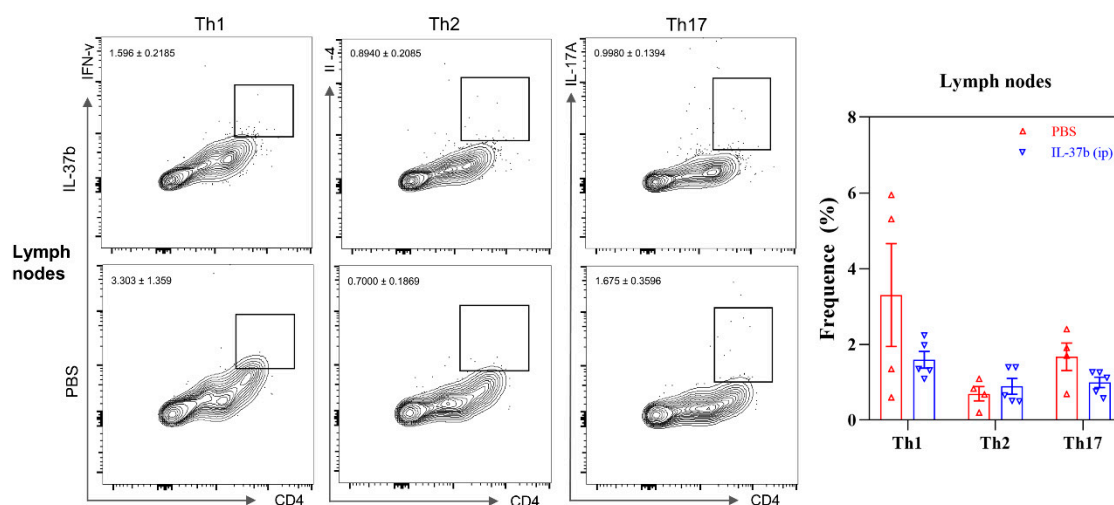 Th1
Th2
Th17
IFN-γ
1.596 ± 0.2185
IL-4
0.8940 ± 0.2085
IL-17A
0.9980 ± 0.1394
IL-37b
Lymph
nodes
3.303 ± 1.359
0.7000 ± 0.1869
1.675 ± 0.3596
PBS
CD4
CD4
CD4
Lymph nodes
PBS
IL-37b (ip)
Frequence (%)
8
6
4
2
0
Th1
Th2
Th17